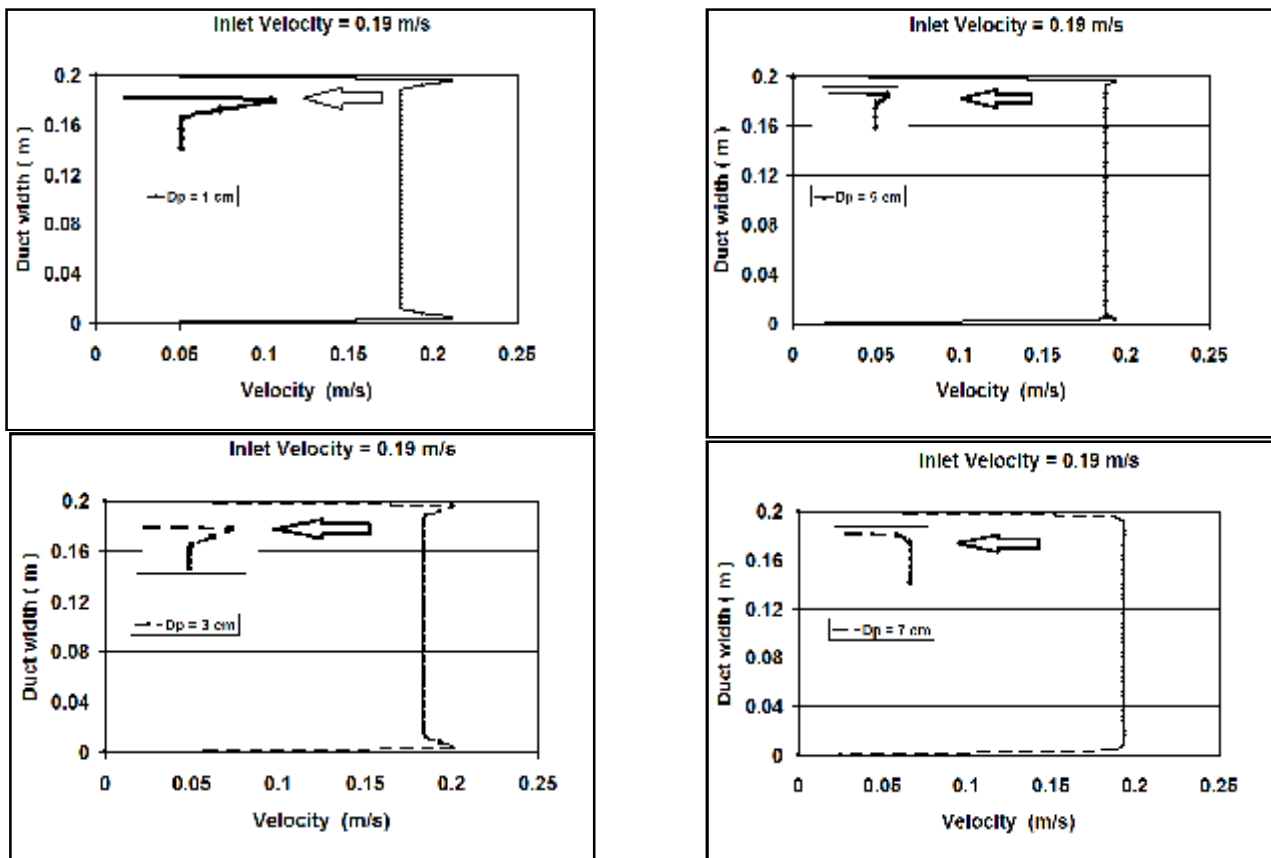 Inlet Velocity = 0.19 m/s
0.2
0.16
0.12
0.08
0.04
0
Duct width ( m )
Dp = 1 cm
0 0.05 0.1 0.15 0.2 0.25
Velocity (m/s)
Inlet Velocity = 0.19 m/s
0.2
0.16
0.12
0.08
0.04
0
Duct width ( m )
Dp = 5 cm
0 0.05 0.1 0.15 0.2 0.25
Velocity (m/s)
Inlet Velocity = 0.19 m/s
0.2
0.16
0.12
0.08
0.04
0
Duct width ( m )
Dp = 3 cm
0 0.05 0.1 0.15 0.2 0.25
Velocity (m/s)
Inlet Velocity = 0.19 m/s
0.2
0.16
0.12
0.08
0.04
0
Duct width ( m )
Dp = 7 cm
0 0.05 0.1 0.15 0.2 0.25
Velocity (m/s)